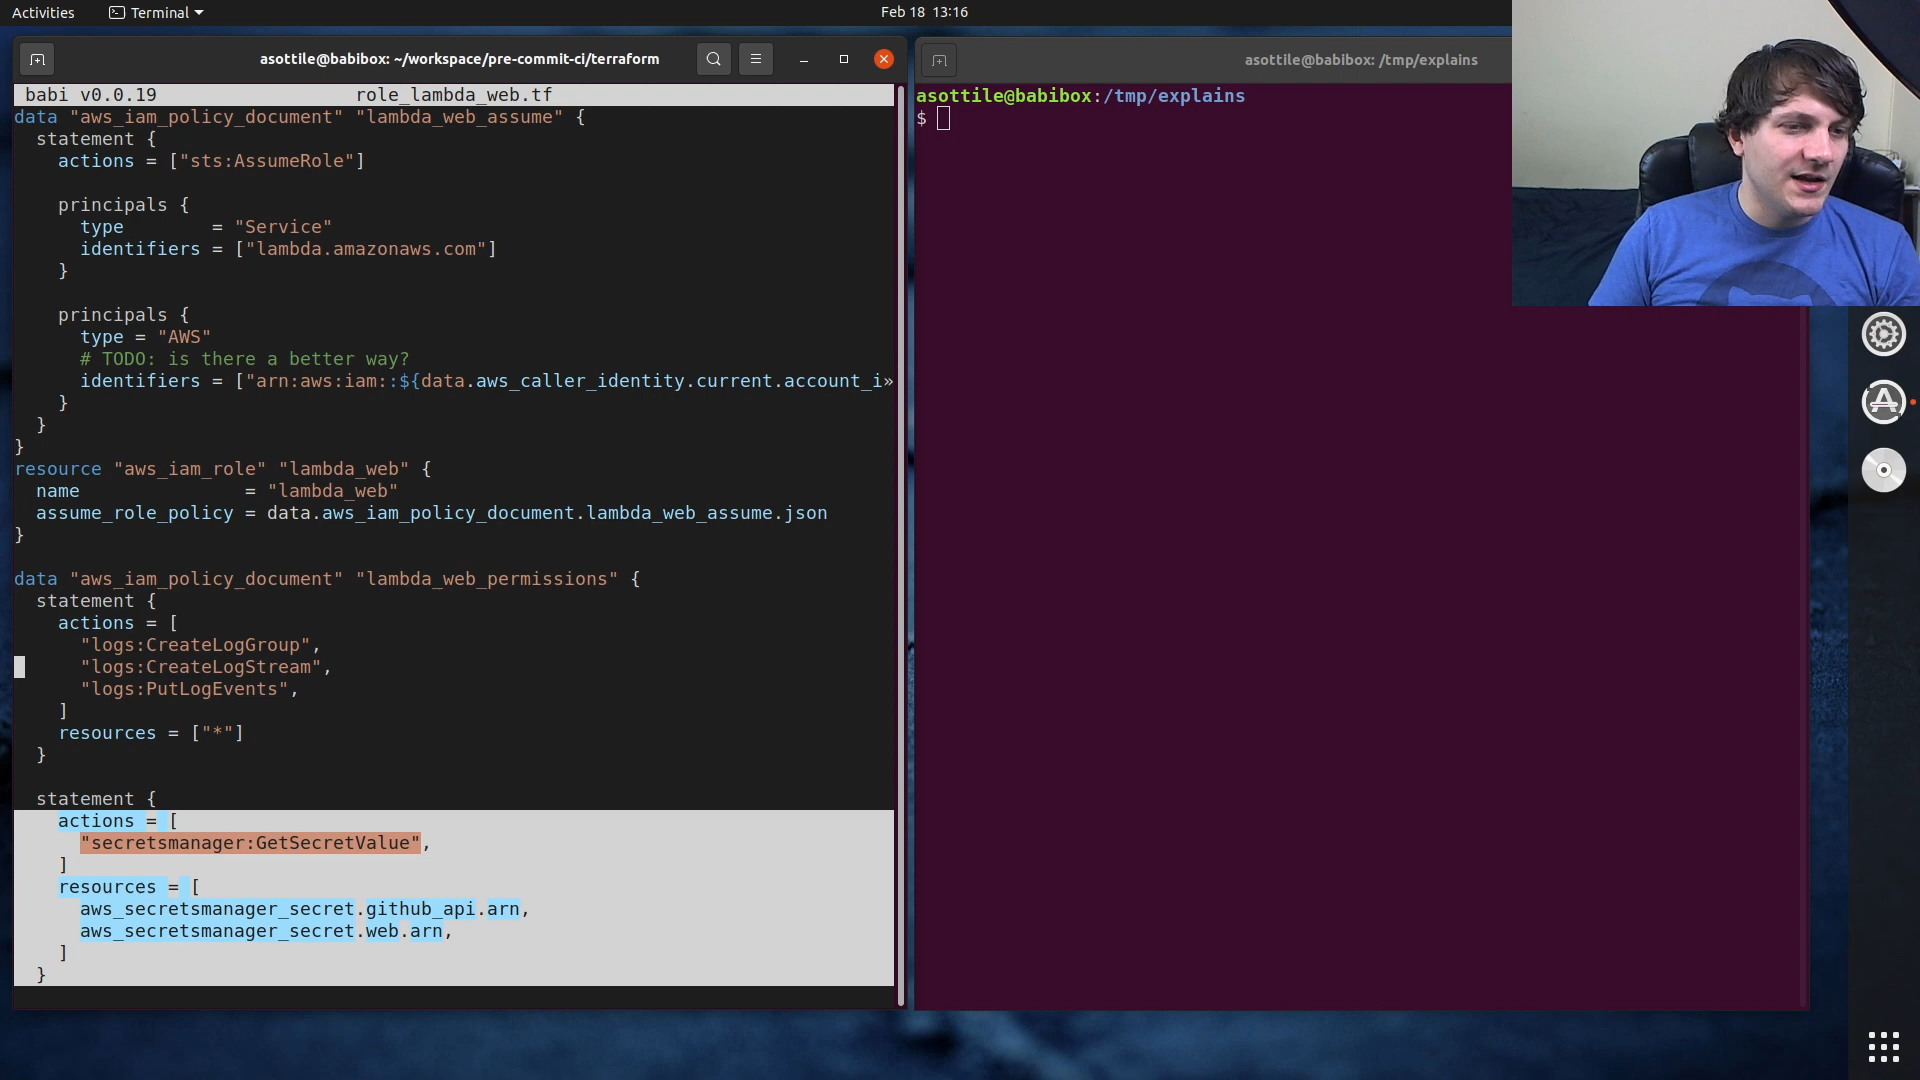 Activities
Terminal
Feb 18 13:16
asottile@babibox: ~/workspace/pre-commit-ci/terraform
babi v0.0.19 role_lambda_web.tf
data "aws_iam_policy_document" "lambda_web_assume" {
  statement {
    actions = ["sts:AssumeRole"]
    principals {
      type        = "Service"
      identifiers = ["lambda.amazonaws.com"]
    }
    principals {
      type = "AWS"
      # TODO: is there a better way?
      identifiers = ["arn:aws:iam::${data.aws_caller_identity.current.account_i»
    }
  }
}
resource "aws_iam_role" "lambda_web" {
  name               = "lambda_web"
  assume_role_policy = data.aws_iam_policy_document.lambda_web_assume.json
}
data "aws_iam_policy_document" "lambda_web_permissions" {
  statement {
    actions = [
      "logs:CreateLogGroup",
      "logs:CreateLogStream",
      "logs:PutLogEvents",
    ]
    resources = ["*"]
  }
  statement {
    actions = [
      "secretsmanager:GetSecretValue",
    ]
    resources = [
      aws_secretsmanager_secret.github_api.arn,
      aws_secretsmanager_secret.web.arn,
    ]
  }
asottile@babibox: /tmp/explains
asottile@babibox:/tmp/explains
$